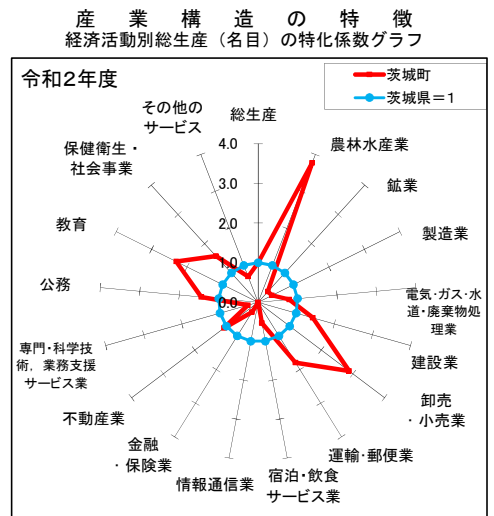 産業構造の特徴
経済活動別総生産（名目）の特化係数グラフ
令和2年度
茨城町
茨城県＝1
総生産
農林水産業
鉱業
製造業
電気・ガス・水
道・廃棄物処
理業
建設業
卸売
・小売業
運輸・郵便業
宿泊・飲食
サービス業
情報通信業
金融
・保険業
不動産業
専門・科学技
術，業務支援
サービス業
公務
教育
保健衛生・
社会事業
その他の
サービス
4.0
3.0
2.0
1.0
0.0